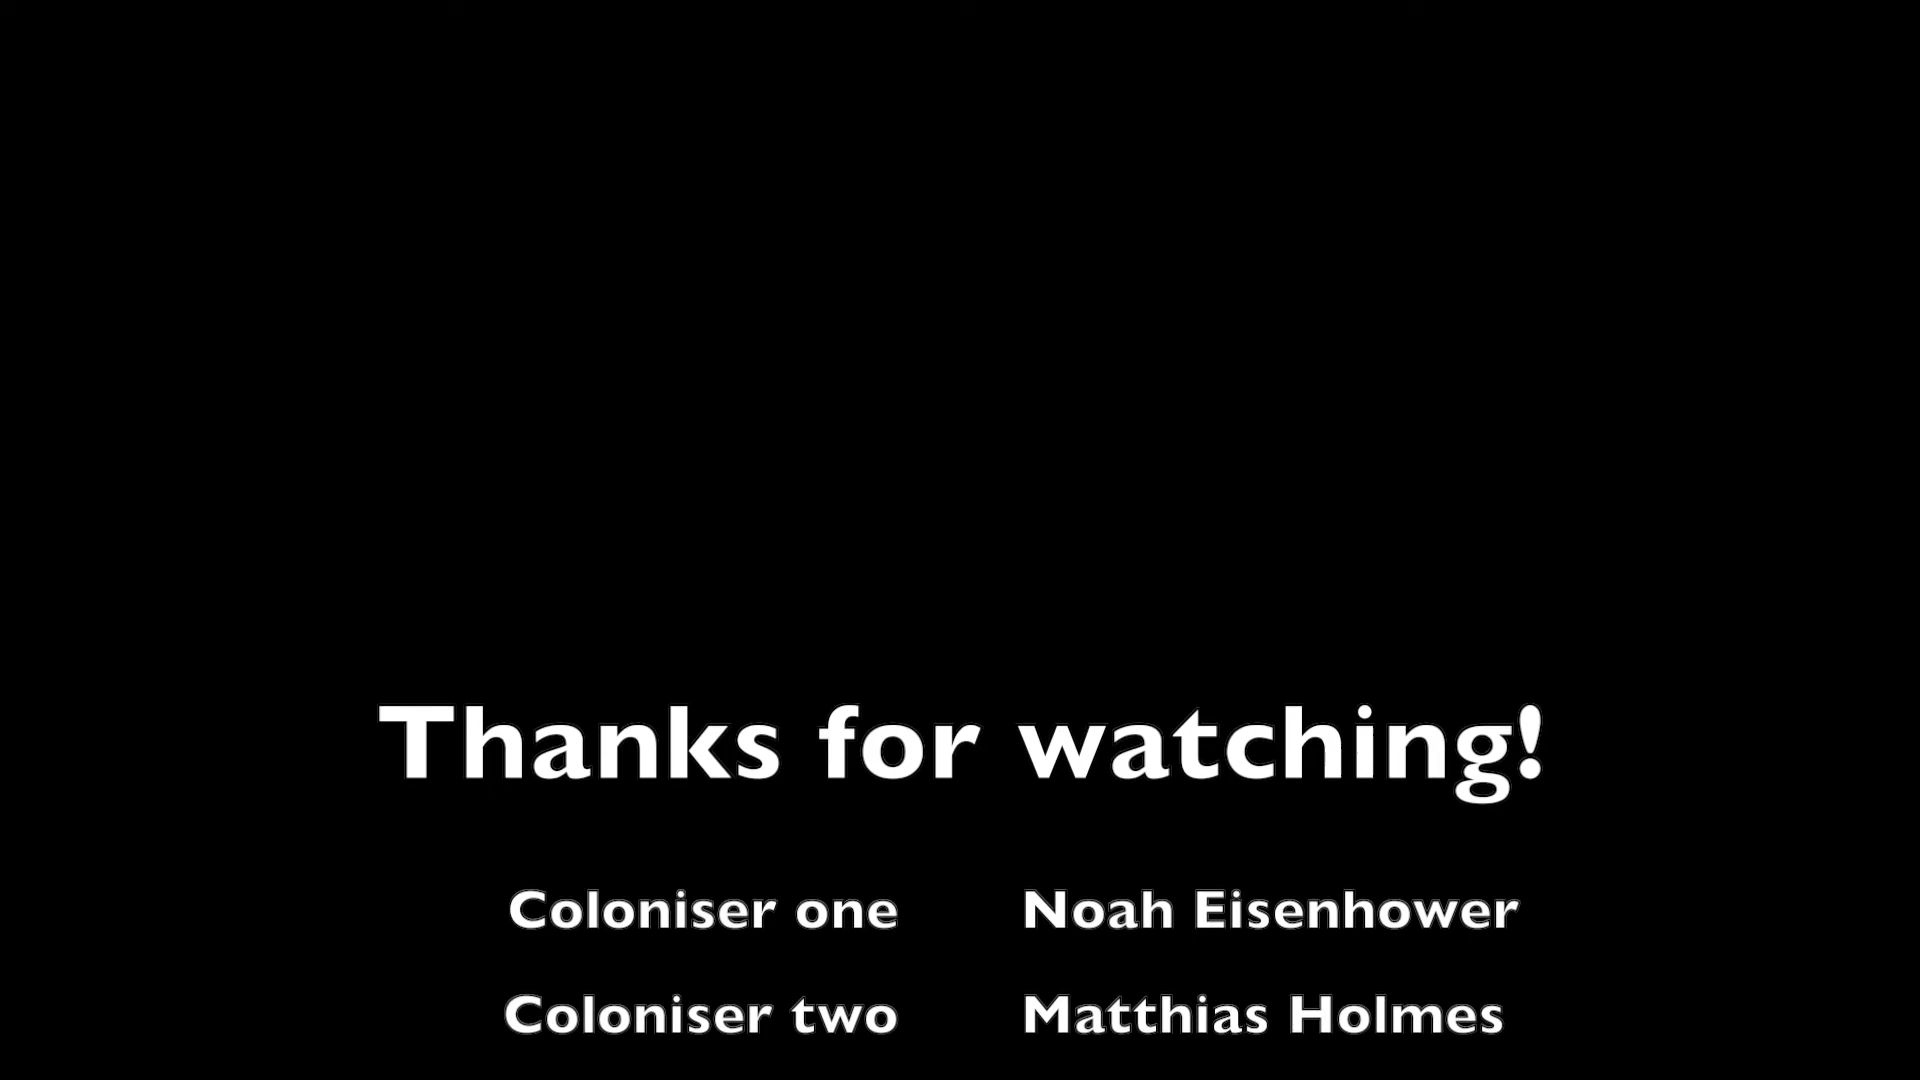 Thanks for watching!
Coloniser one Noah Eisenhower
Coloniser two Matthias Holmes